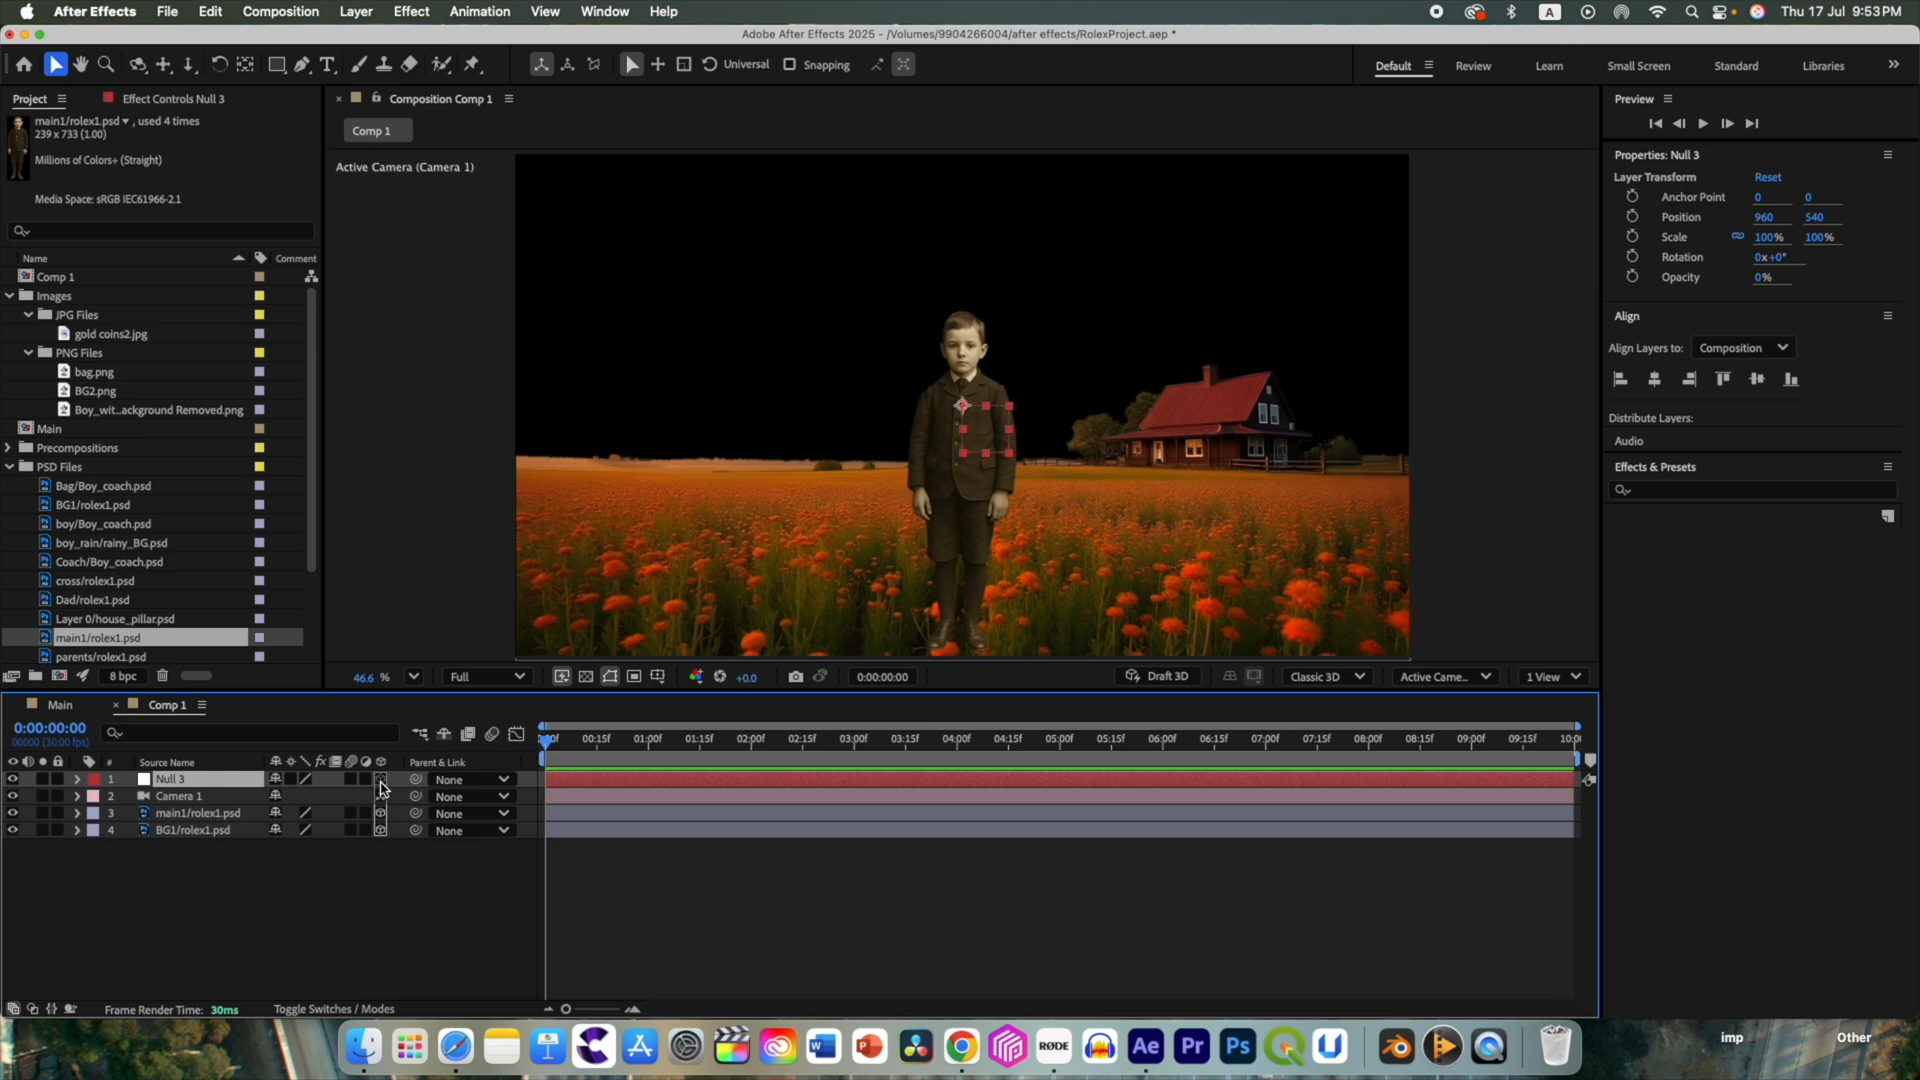 After Effects File Edit Composition Layer Effect Animation View Window Help
A
Thu 17 Jul 9:53PM
Adobe After Effects 2025 - /Volumes/9904266004/after effects/RolexProject.aep *
Universal
Snapping
Default
Review
Learn
Small Screen
Standard
Libraries
Project
Effect Controls Null 3
main1/rolex1.psd , used 4 times
239 x 733 (1.00)
Millions of Colors+ (Straight)
Media Space: sRGB IEC61966-2.1
Name
Comment
Comp 1
Images
JPG Files
gold coins2.jpg
PNG Files
bag.png
BG2.png
Boy_wit...ackground Removed.png
Main
Precompositions
PSD Files
Bag/Boy_coach.psd
BG1/rolex1.psd
boy/Boy_coach.psd
boy_rain/rainy_BG.psd
Coach/Boy_coach.psd
cross/rolex1.psd
Dad/rolex1.psd
Layer 0/house_pillar.psd
main1/rolex1.psd
parents/rolex1.psd
8 bpc
Composition Comp 1
Comp 1
Active Camera (Camera 1)
46.6 %
Full
+0.0
0:00:00:00
Draft 3D
Classic 3D
Active Came...
1 View
Preview
Properties: Null 3
Layer Transform Reset
Anchor Point 0 0
Position 960 540
Scale 100% 100%
Rotation 0x+0°
Opacity 0%
Align
Align Layers to: Composition
Distribute Layers:
Audio
Effects & Presets
Main
Comp 1
0:00:00:00
00000 (30.00 fps)
00:15f 01:00f 01:15f 02:00f 02:15f 03:00f 03:15f 04:00f 04:15f 05:00f 05:15f 06:00f 06:15f 07:00f 07:15f 08:00f 08:15f 09:00f 09:15f
# Source Name fx Parent & Link
1 Null 3 None
2 Camera 1 None
3 main1/rolex1.psd None
4 BG1/rolex1.psd None
Frame Render Time: 30ms
Toggle Switches / Modes
W
P
RØDE
Ae
Pr
Ps
imp
Other